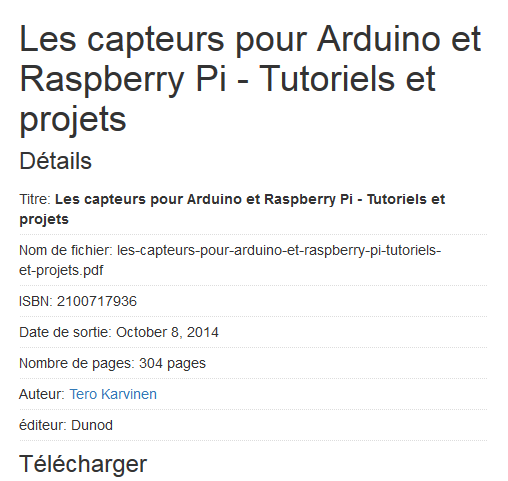 Les capteurs pour Arduino et
Raspberry Pi - Tutoriels et
projets
Détails
Titre: Les capteurs pour Arduino et Raspberry Pi - Tutoriels et
projets
Nom de fichier: les-capteurs-pour-arduino-et-raspberry-pi-tutoriels-
et-projets.pdf
ISBN: 2100717936
Date de sortie: October 8, 2014
Nombre de pages: 304 pages
Auteur: Tero Karvinen
éditeur: Dunod
Télécharger